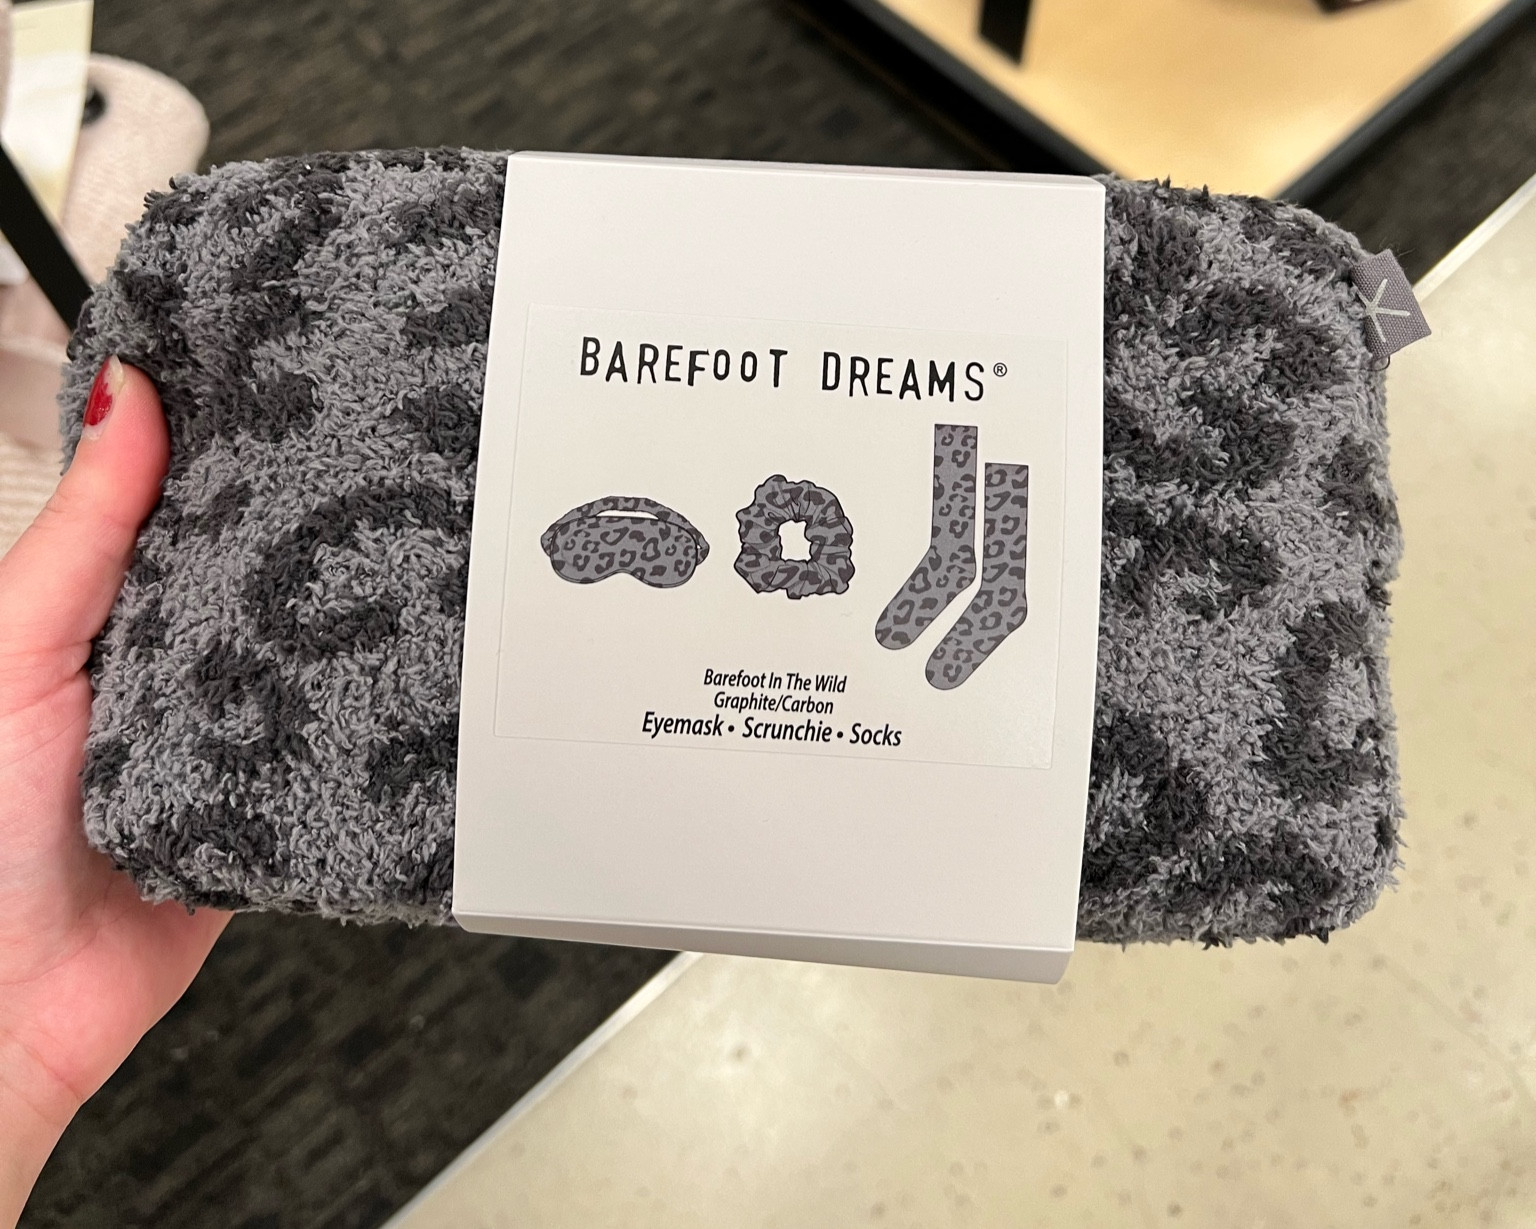 BAREFOOT DREAMS®
Barefoot In The Wild
Graphite/Carbon
Eyemask • Scrunchie • Socks